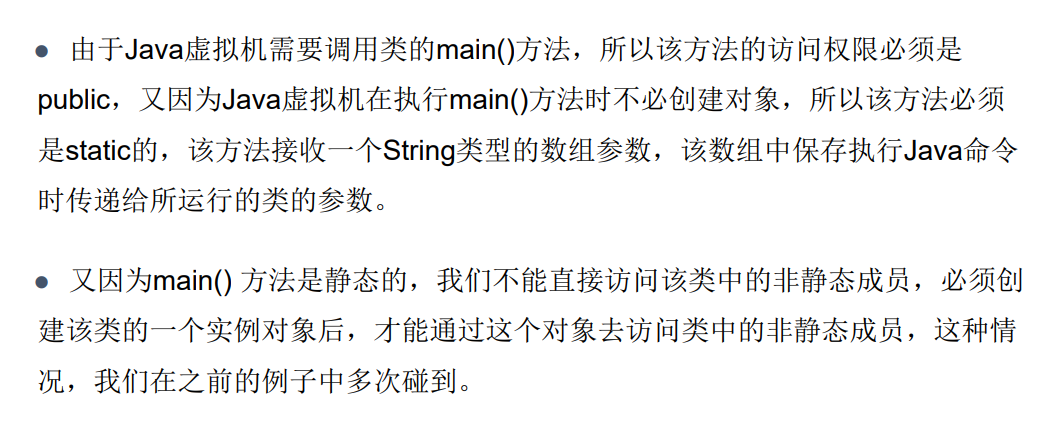 ● 由于Java虚拟机需要调用类的main()方法，所以该方法的访问权限必须是
public，又因为Java虚拟机在执行main()方法时不必创建对象，所以该方法必须
是static的，该方法接收一个String类型的数组参数，该数组中保存执行Java命令
时传递给所运行的类的参数。
● 又因为main() 方法是静态的，我们不能直接访问该类中的非静态成员，必须创
建该类的一个实例对象后，才能通过这个对象去访问类中的非静态成员，这种情
况，我们在之前的例子中多次碰到。